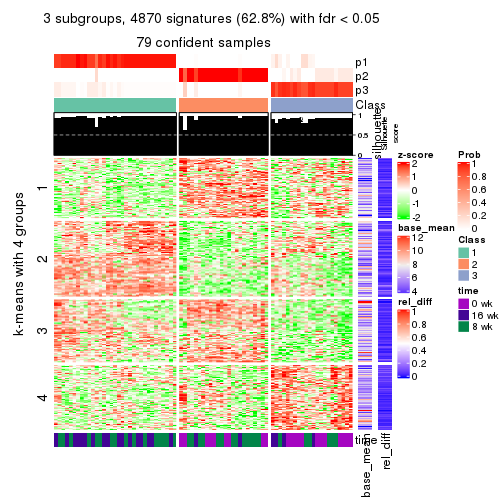 3 subgroups, 4870 signatures (62.8%) with fdr < 0.05
79 confident samples
p1
p2
p3
Class
1
0.5
0
silhouette
Silhouette
score
k-means with 4 groups
1
2
3
4
time
base_mean
rel_diff
z-score
2
1
0
-1
-2
base_mean
12
10
8
6
4
rel_diff
1
0.8
0.6
0.4
0.2
0
Prob
1
0.8
0.6
0.4
0.2
0
Class
1
2
3
time
0 wk
16 wk
8 wk